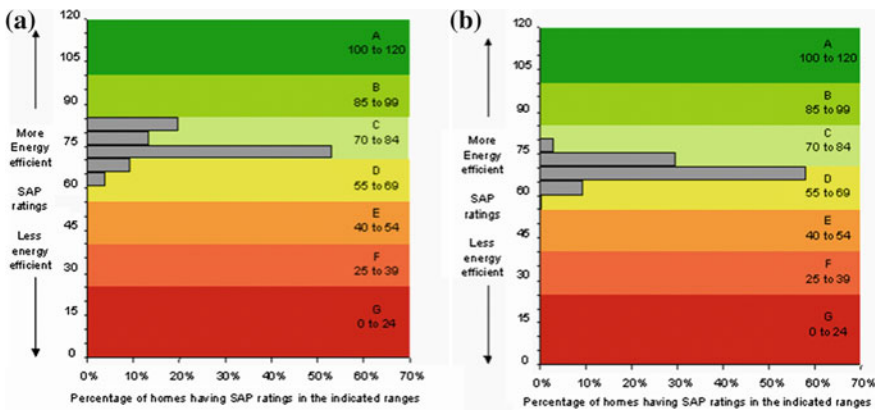 (a)
120
105
90
75
60
45
30
15
0
More
Energy
efficient
SAP
ratings
Less
energy
efficient
A
100 to 120
B
85 to 99
C
70 to 84
D
55 to 69
E
40 to 54
F
25 to 39
G
0 to 24
0% 10% 20% 30% 40% 50% 60% 70%
(b)
120
105
90
75
60
45
30
15
0
More
Energy
efficient
SAP
ratings
Less
energy
efficient
A
100 to 120
B
85 to 99
C
70 to 84
D
55 to 69
E
40 to 54
F
25 to 39
G
0 to 24
0% 10% 20% 30% 40% 50% 60% 70%
Percentage of homes having SAP ratings in the indicated ranges
Percentage of homes having SAP ratings in the indicated ranges